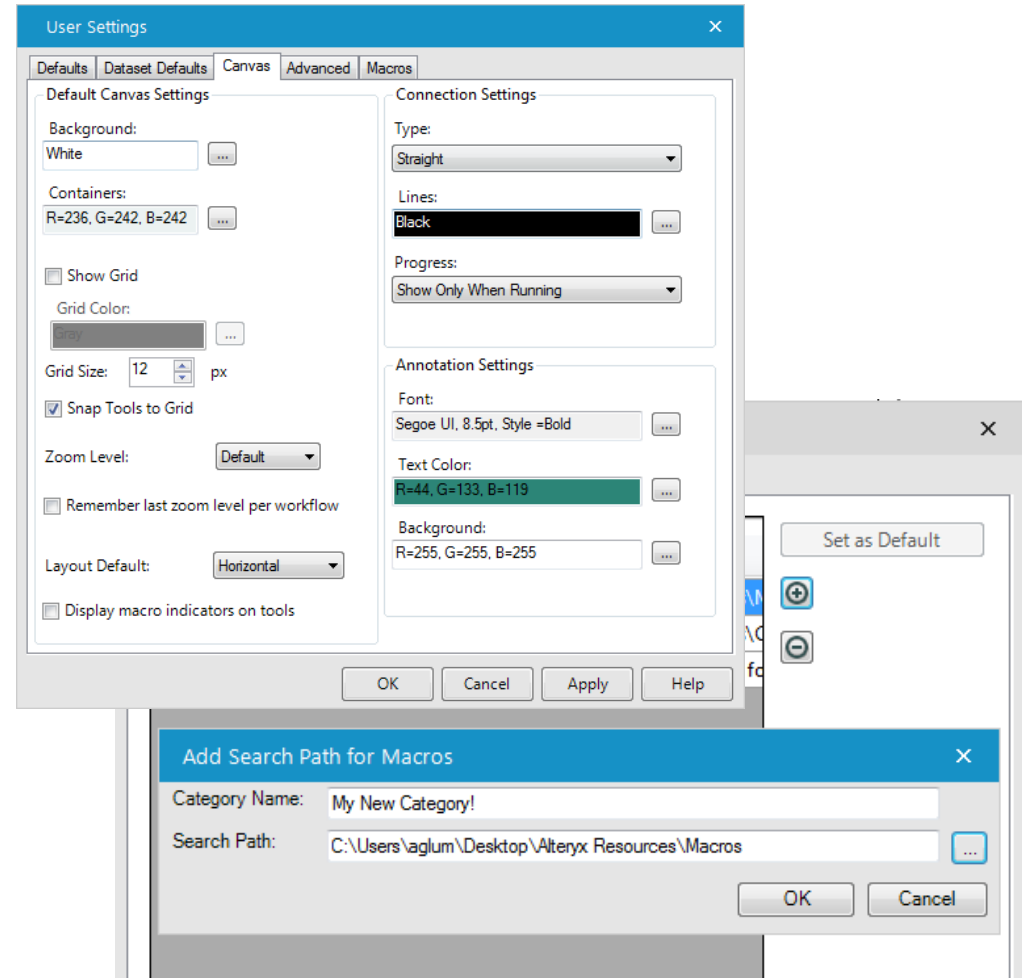 User Settings
Defaults Dataset Defaults Canvas Advanced Macros
Default Canvas Settings
Background:
White
...
Containers:
R=236, G=242, B=242
...
Show Grid
Grid Color:
Gray
...
Grid Size: 12 px
Snap Tools to Grid
Zoom Level: Default
Remember last zoom level per workflow
Layout Default: Horizontal
Display macro indicators on tools
Connection Settings
Type:
Straight
Lines:
Black
...
Progress:
Show Only When Running
Annotation Settings
Font:
Segoe UI, 8.5pt, Style =Bold
...
Text Color:
R=44, G=133, B=119
...
Background:
R=255, G=255, B=255
...
OK Cancel Apply Help
Set as Default
Add Search Path for Macros
Category Name: My New Category!
Search Path: C:\Users\aglum\Desktop\Alteryx Resources\Macros
...
OK Cancel